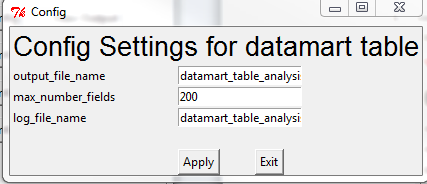 Config
Config Settings for datamart table
output_file_name datamart_table_analysi
max_number_fields 200
log_file_name datamart_table_analysi
Apply Exit